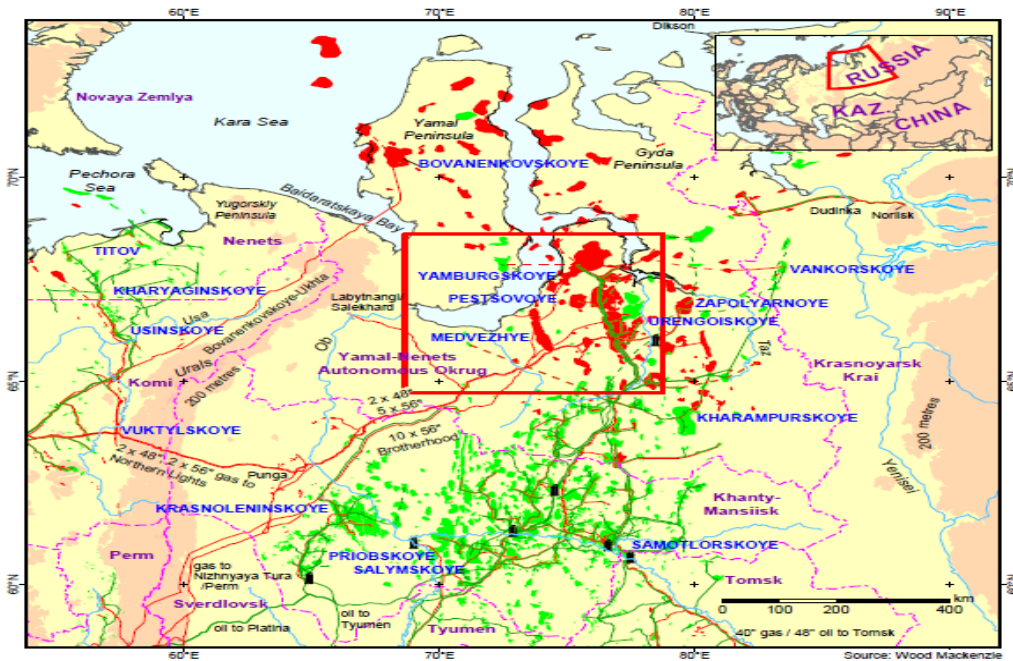 60°E
70°E
80°E
90°E
Dikson
RUSSIA
KAZ.
CHINA
Novaya Zemlya
Kara Sea
Yamal
Peninsula
Gyda
Peninsula
BOVANENKOVSKOYE
70°N
70°N
Pechora
Sea
Baidaratskaya Bay
Yugorskiy
Peninsula
Dudinka
Norilsk
Nenets
TITOV
YAMBURGSKOYE
VANKORSKOYE
KHARYAGINSKOYE
Labytnangi/
Salekhard
PESTSOVOYE
ZAPOLYARNOYE
URENGOISKOYE
USINSKOYE
Usa
Bovanenkovskoye-Ukhta
Ob
MEDVEZHYE
Taz
Yamal-Nenets
Autonomous Okrug
Krasnoyarsk
Krai
Urals
200 metres
Komi
65°N
2 x 48"
5 x 56"
KHARAMPURSKOYE
200 metres
VUKTYLSKOYE
10 x 56"
Brotherhood
2 x 48" 2 x 56" gas to
Northern Lights
Punga
Yenisei
KRASNOLENINSKOYE
Khanty-
Mansiisk
Perm
PRIOBSKOYE
SAMOTLORSKOYE
SALYMSKOYE
gas to
Nizhnyaya Tura
/Perm
Tomsk
60°N
60°N
Sverdlovsk
km
0 100 200 400
oil to Platina
oil to
Tyumen
Tyumen
40" gas / 48" oil to Tomsk
60°E
70°E
80°E
Source: Wood Mackenzie